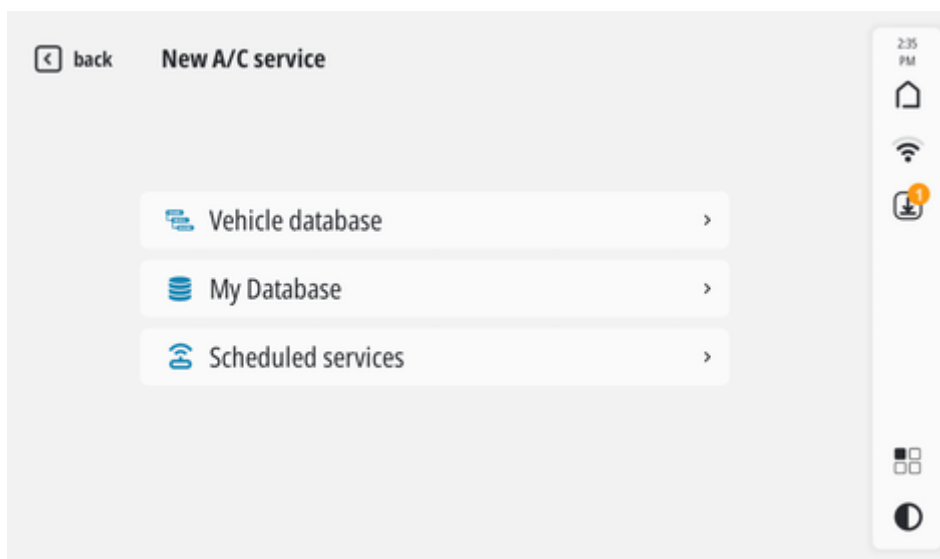 back
New A/C service
2:35
PM
1
Vehicle database
My Database
Scheduled services